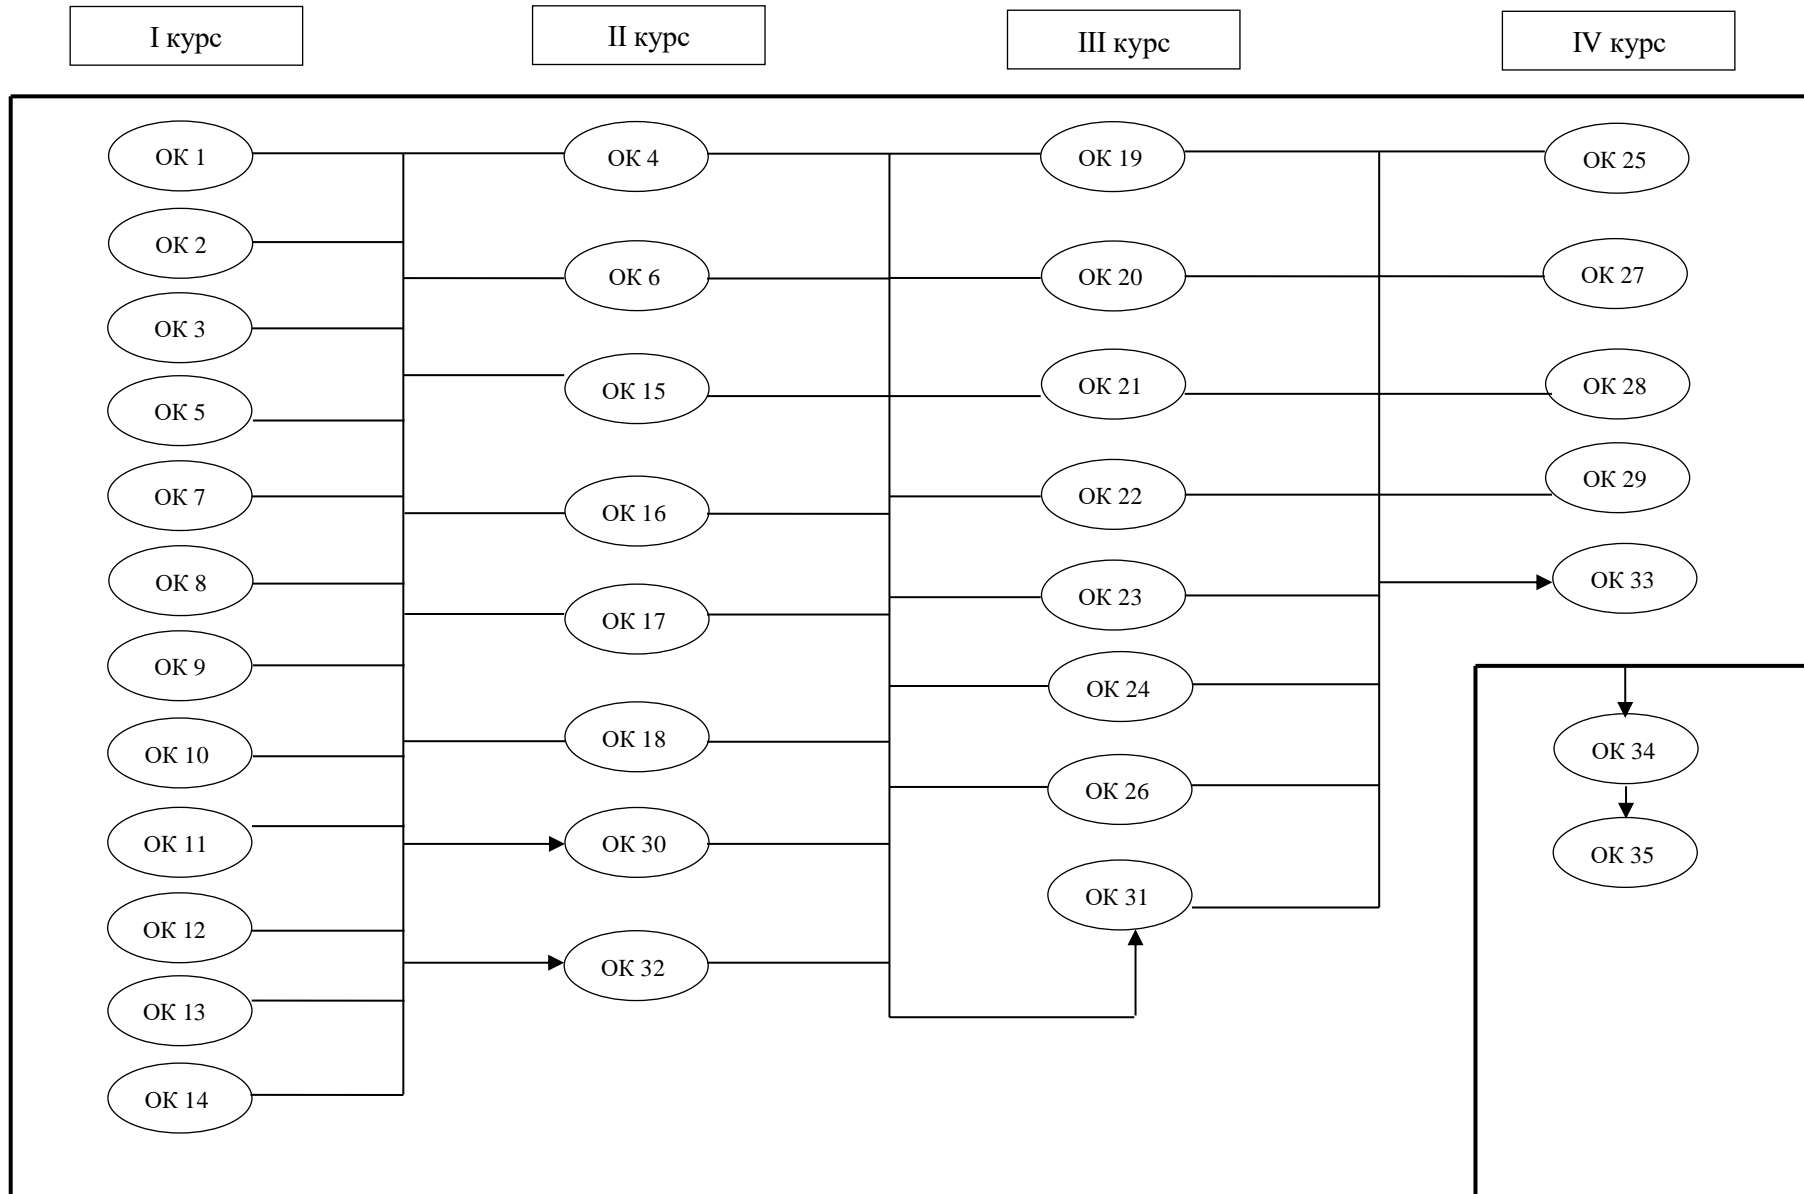 I курс
II курс
III курс
IV курс
ОК 1
ОК 2
ОК 3
ОК 5
ОК 7
ОК 8
ОК 9
ОК 10
ОК 11
ОК 12
ОК 13
ОК 14
ОК 4
ОК 6
ОК 15
ОК 16
ОК 17
ОК 18
ОК 30
ОК 32
ОК 19
ОК 20
ОК 21
ОК 22
ОК 23
ОК 24
ОК 26
ОК 31
ОК 25
ОК 27
ОК 28
ОК 29
ОК 33
ОК 34
ОК 35